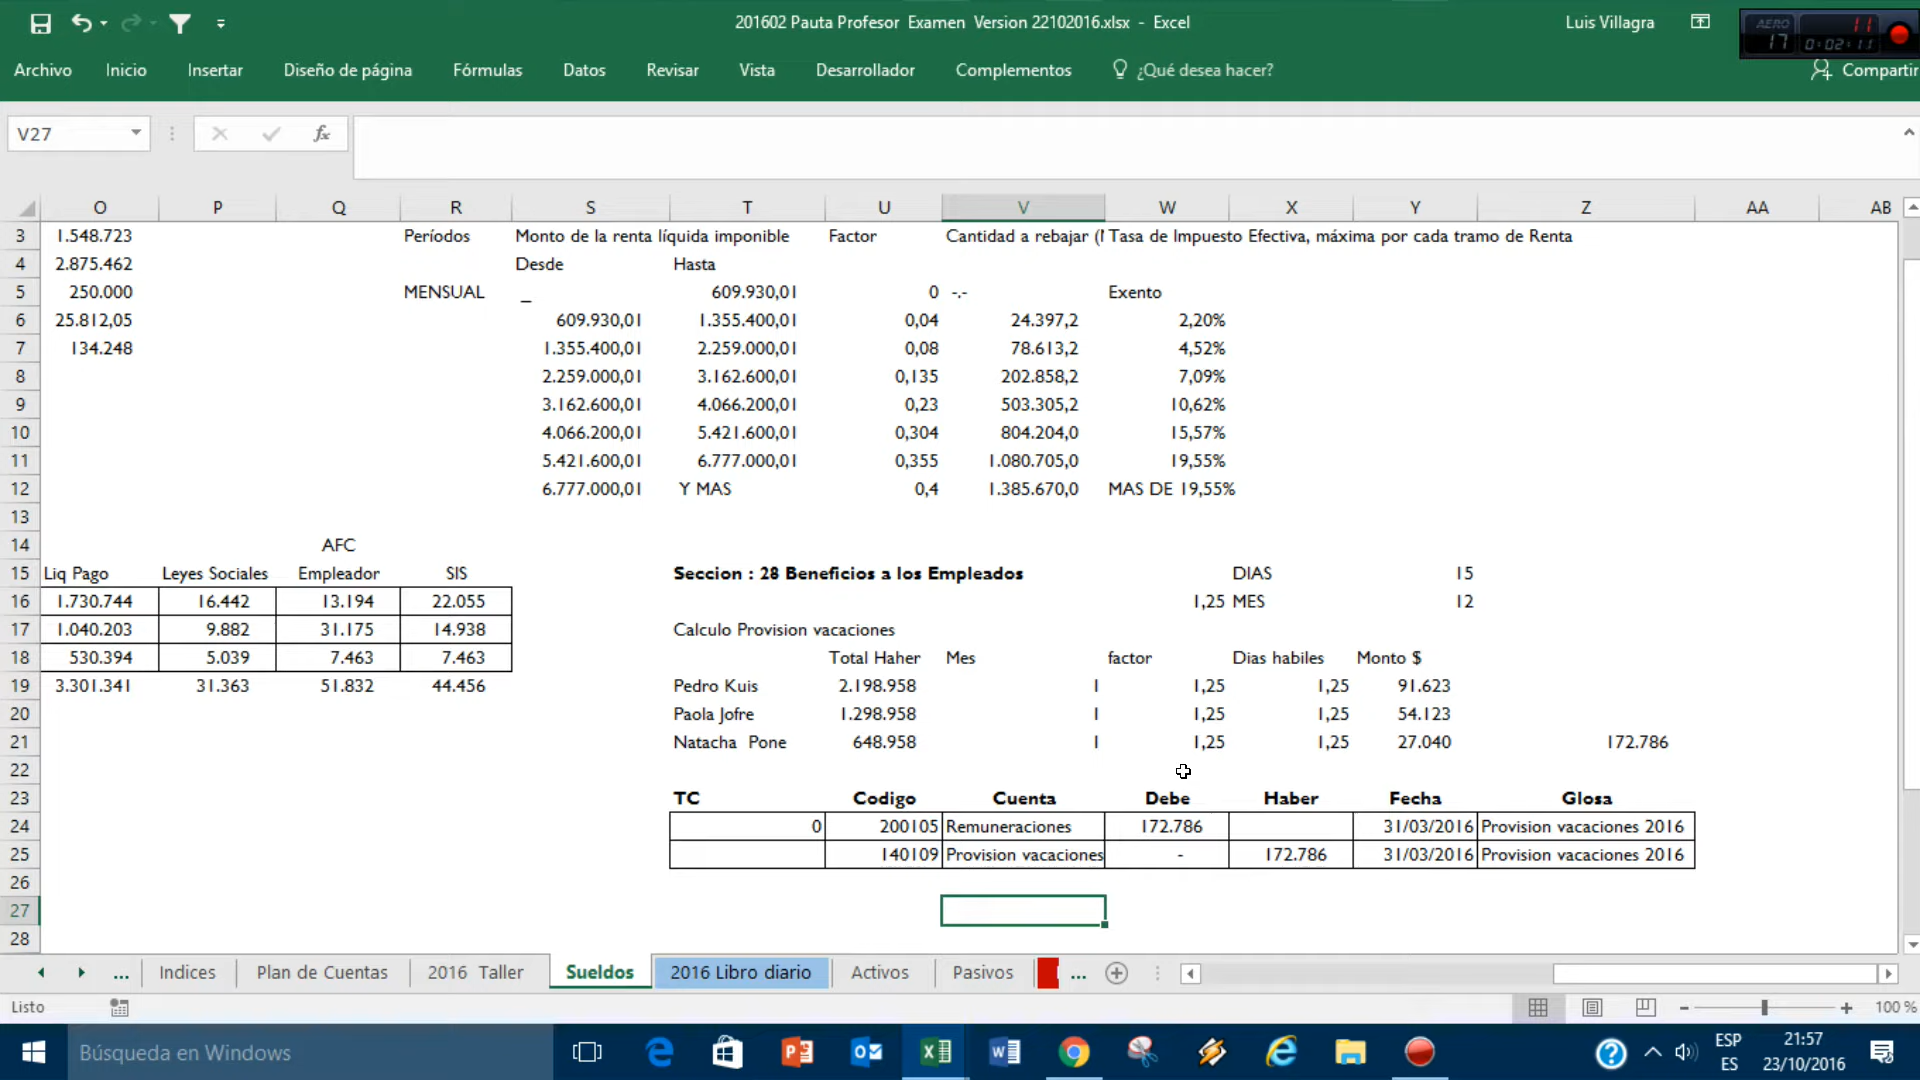 201602 Pauta Profesor Examen Version 22102016.xlsx - Excel
Luis Villagra
AERO 11
17 0:02:11
Archivo Inicio Insertar Diseño de página Fórmulas Datos Revisar Vista Desarrollador Complementos ¿Qué desea hacer? Compartir
V27 fx
O P Q R S T U V W X Y Z AA AB
3 1.548.723 Períodos Monto de la renta líquida imponible Factor Cantidad a rebajar ( Tasa de Impuesto Efectiva, máxima por cada tramo de Renta
4 2.875.462 Desde Hasta
5 250.000 MENSUAL _ 609.930,01 0 -.- Exento
6 25.812,05 609.930,01 1.355.400,01 0,04 24.397,2 2,20%
7 134.248 1.355.400,01 2.259.000,01 0,08 78.613,2 4,52%
8 2.259.000,01 3.162.600,01 0,135 202.858,2 7,09%
9 3.162.600,01 4.066.200,01 0,23 503.305,2 10,62%
10 4.066.200,01 5.421.600,01 0,304 804.204,0 15,57%
11 5.421.600,01 6.777.000,01 0,355 1.080.705,0 19,55%
12 6.777.000,01 Y MAS 0,4 1.385.670,0 MAS DE 19,55%
13
14 AFC
15 Liq Pago Leyes Sociales Empleador SIS Seccion : 28 Beneficios a los Empleados DIAS 15
16 1.730.744 16.442 13.194 22.055 1,25 MES 12
17 1.040.203 9.882 31.175 14.938 Calculo Provision vacaciones
18 530.394 5.039 7.463 7.463 Total Haber Mes factor Dias habiles Monto $
19 3.301.341 31.363 51.832 44.456 Pedro Kuis 2.198.958 1 1,25 1,25 91.623
20 Paola Jofre 1.298.958 1 1,25 1,25 54.123
21 Natacha Pone 648.958 1 1,25 1,25 27.040 172.786
22
23 TC Codigo Cuenta Debe Haber Fecha Glosa
24 0 200105 Remuneraciones 172.786 31/03/2016 Provision vacaciones 2016
25 140109 Provision vacaciones - 172.786 31/03/2016 Provision vacaciones 2016
26
27
28
... Indices Plan de Cuentas 2016 Taller Sueldos 2016 Libro diario Activos Pasivos ...
Listo 100 %
Búsqueda en Windows
ESP 21:57
ES 23/10/2016